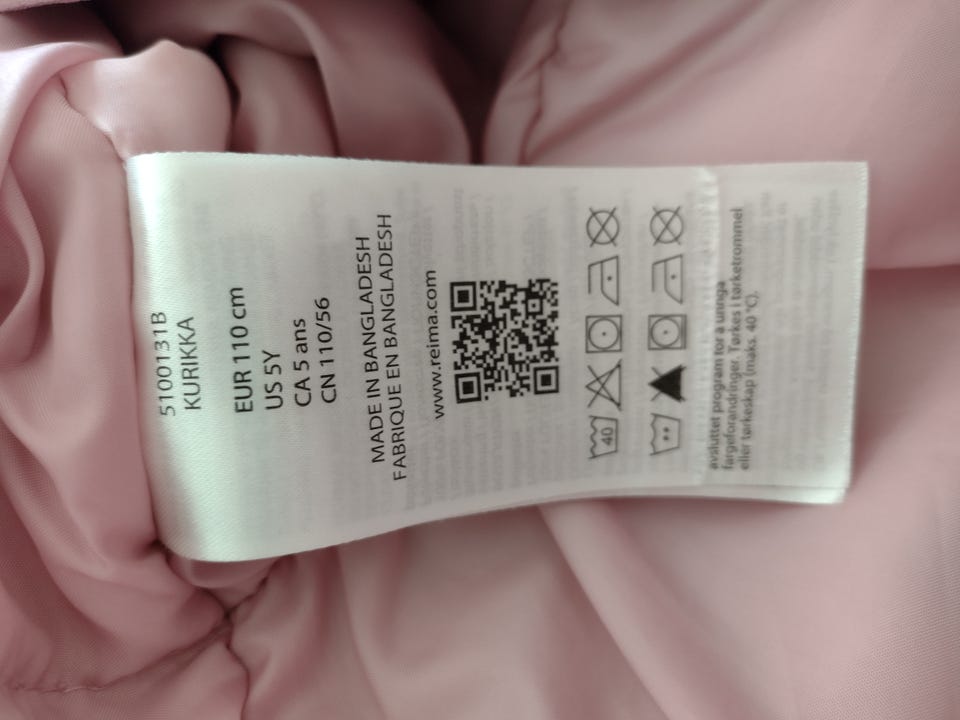 5100131B
KURIKKA
EUR 110 cm
US 5Y
CA 5 ans
CN 110/56
MADE IN BANGLADESH
FABRIQUE EN BANGLADESH
www.reima.com
40
avsluttet program for å unngå
fargeforandringer. Tørkes i tørketrommel
eller tørkeskap (maks. 40 °C).